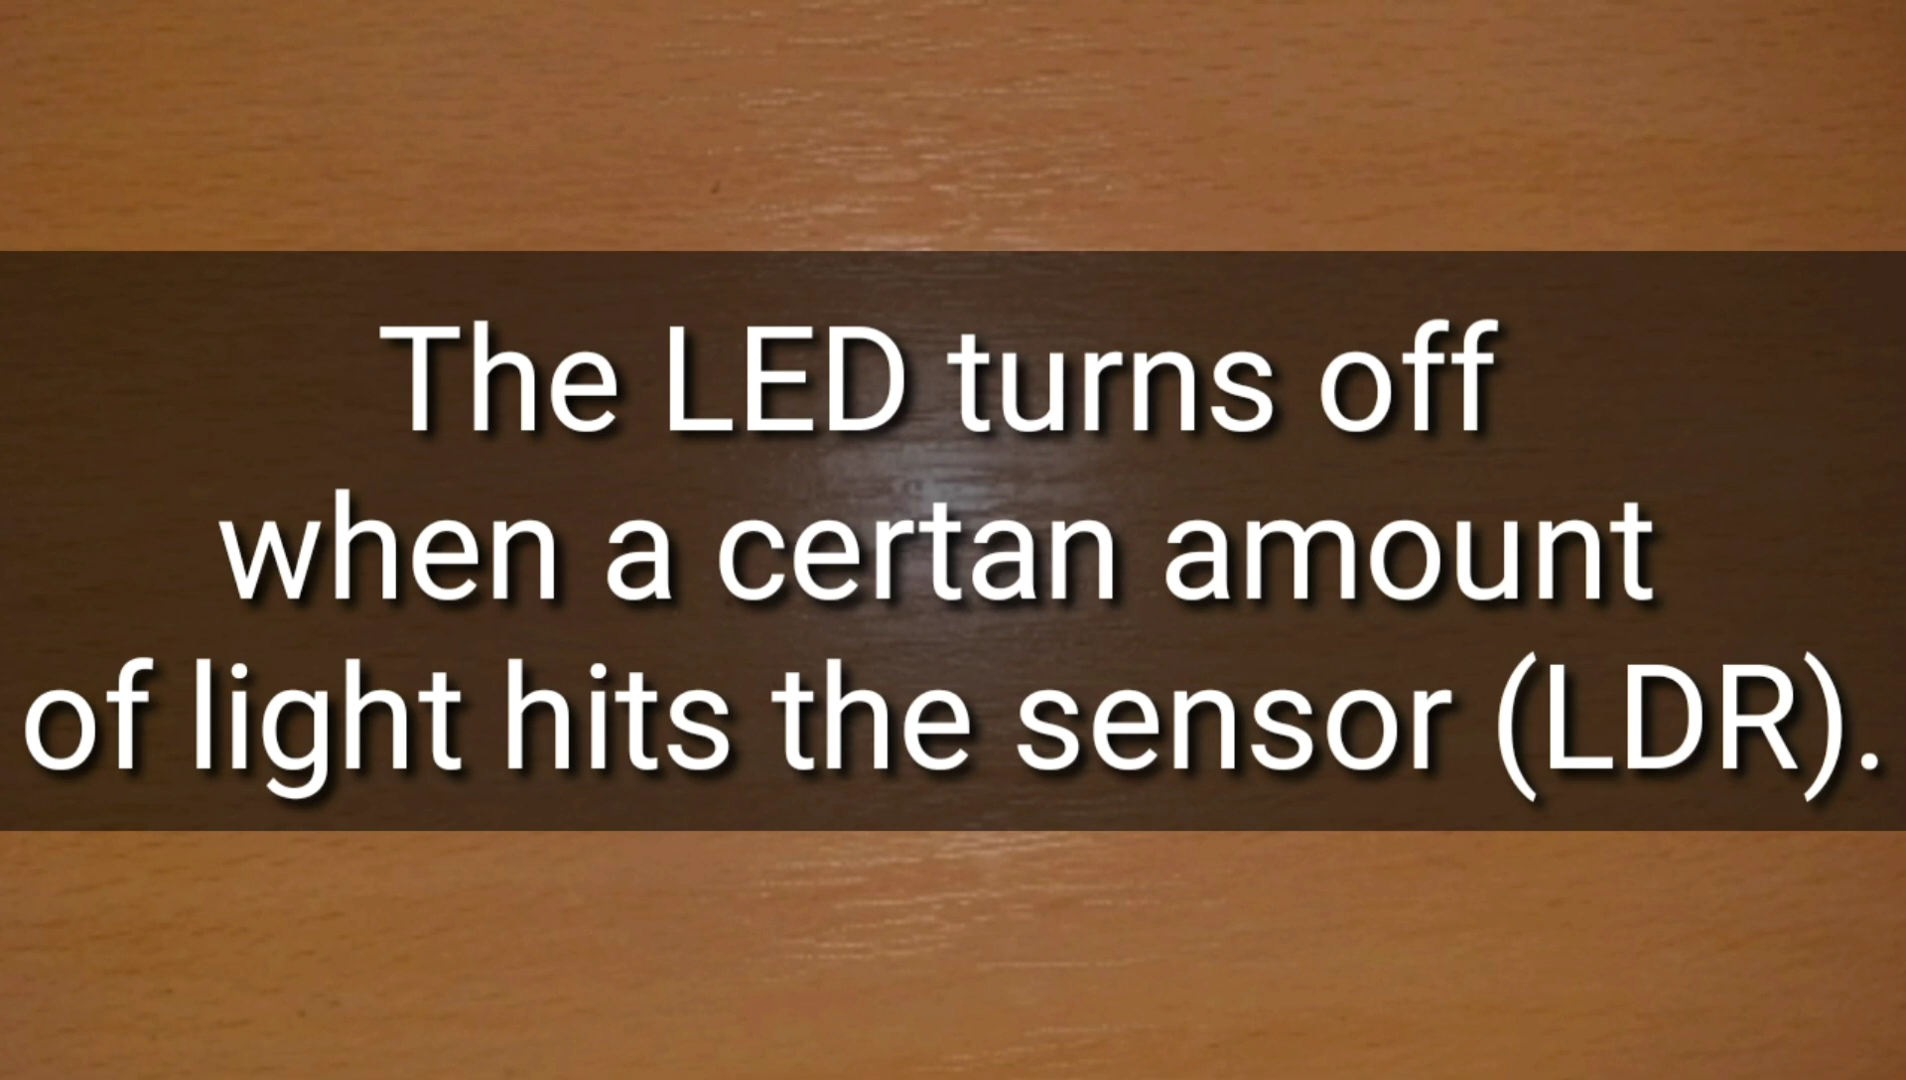 The LED turns off
when a certan amount
of light hits the sensor (LDR).